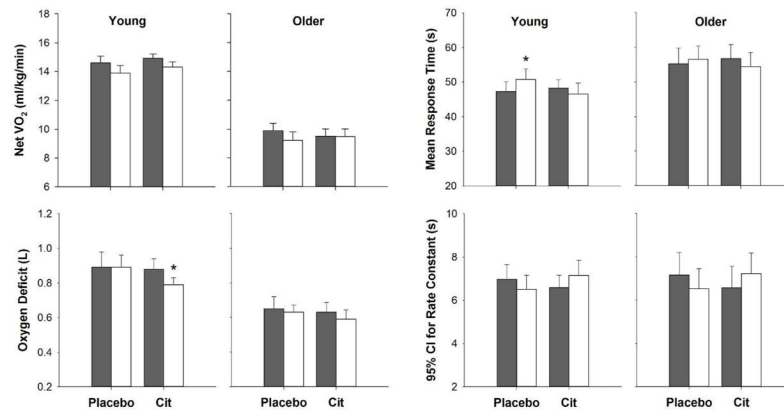 Young
Older
Net VO₂ (ml/kg/min)
16
14
12
10
8
6
Young
Older
Mean Response Time (s)
70
60
50
40
30
20
*
Oxygen Deficit (L)
1.2
1.0
0.8
0.6
0.4
0.2
*
Placebo Cit
Placebo Cit
95% CI for Rate Constant (s)
10
8
6
4
2
Placebo Cit
Placebo Cit